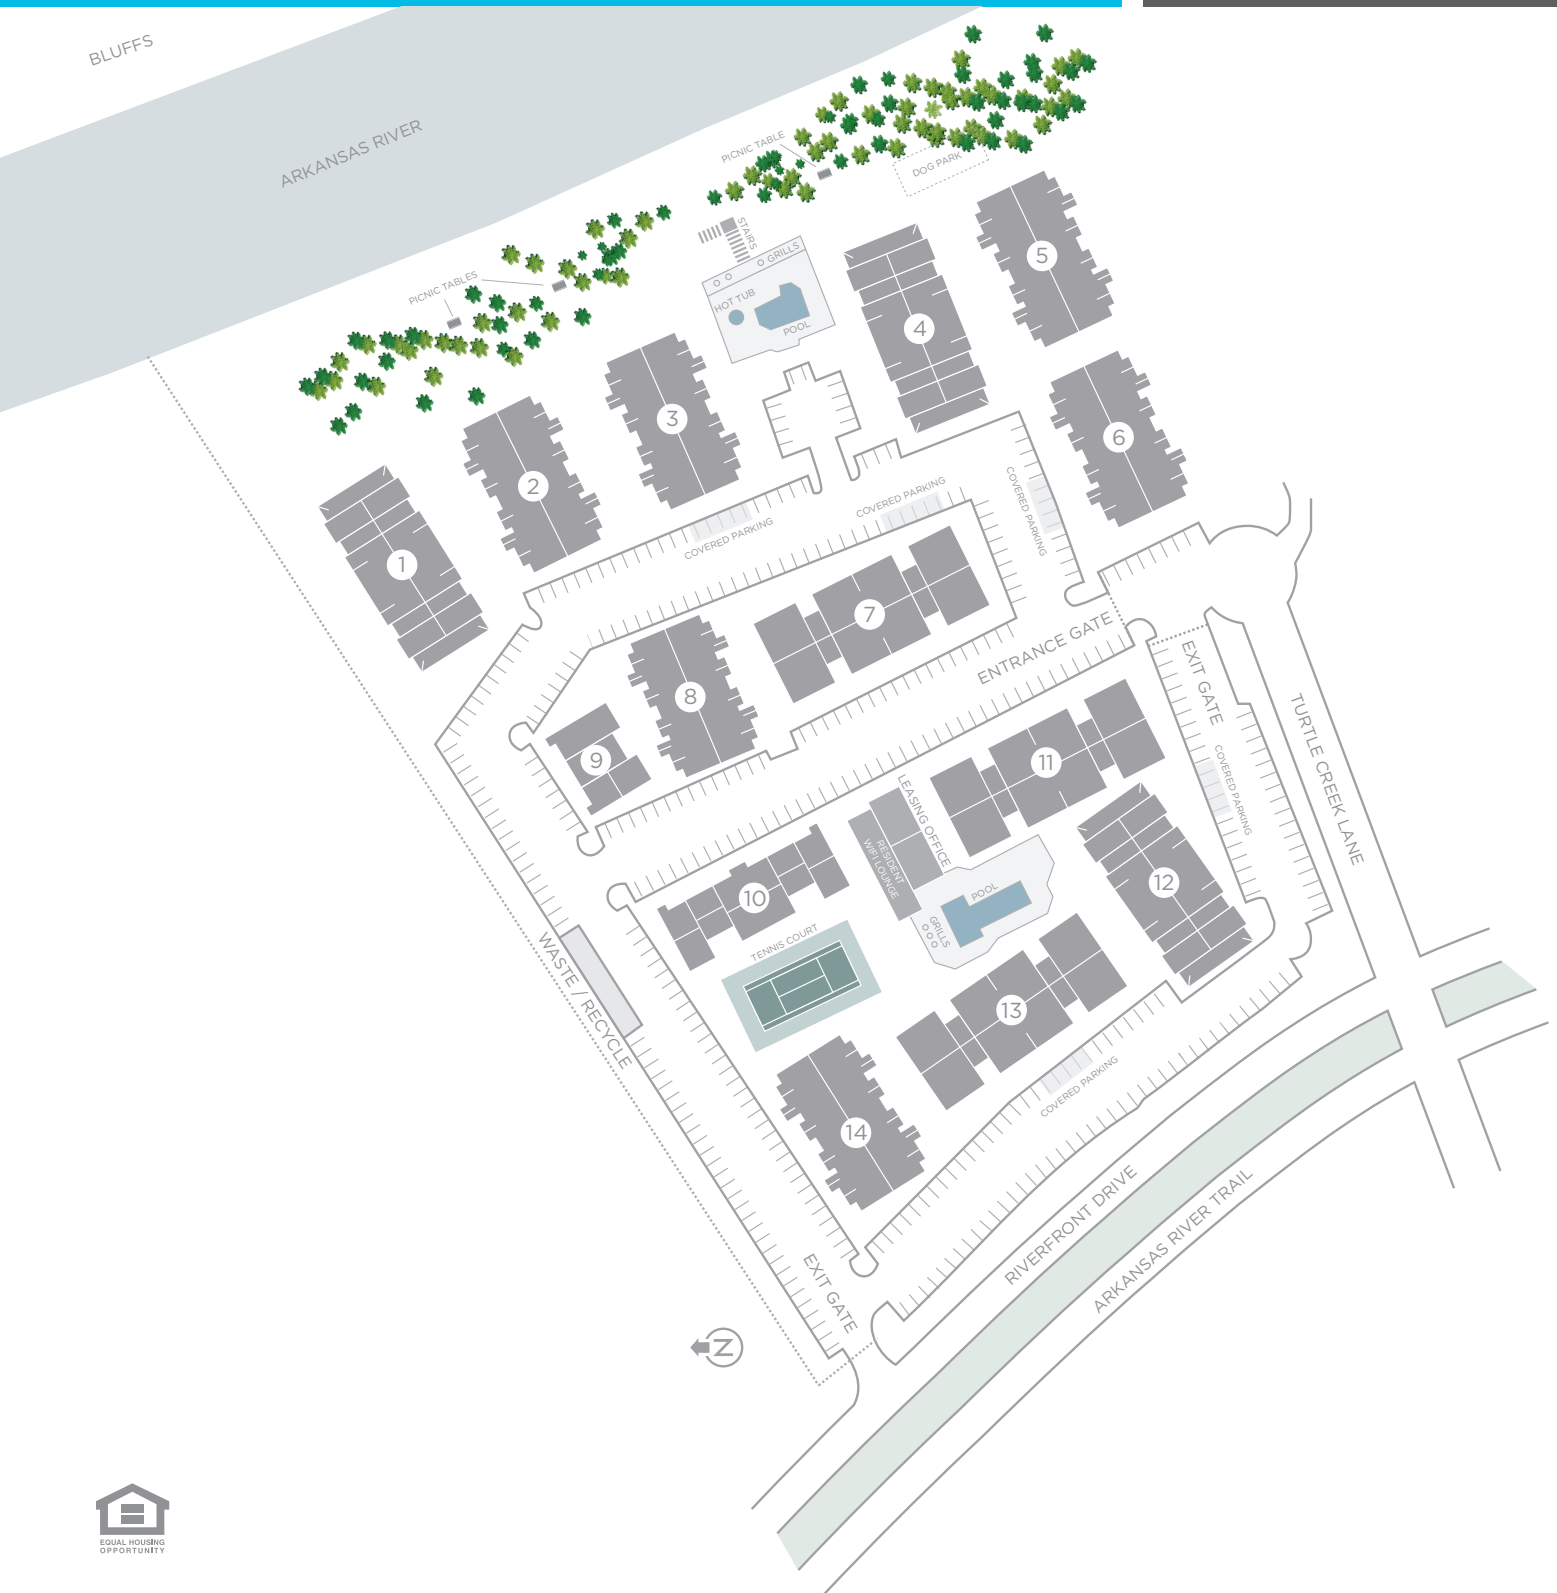 BLUFFS
ARKANSAS RIVER
PICNIC TABLE
DOG PARK
STAIRS
GRILLS
HOT TUB
POOL
PICNIC TABLES
5
4
3
6
2
1
COVERED PARKING
COVERED PARKING
COVERED PARKING
7
8
9
ENTRANCE GATE
EXIT GATE
TURTLE CREEK LANE
COVERED PARKING
11
LEASING OFFICE
RESIDENT
WIFI LOUNGE
12
10
POOL
GRILLS
TENNIS COURT
WASTE / RECYCLE
13
COVERED PARKING
14
RIVERFRONT DRIVE
ARKANSAS RIVER TRAIL
EXIT GATE
N
EQUAL HOUSING
OPPORTUNITY